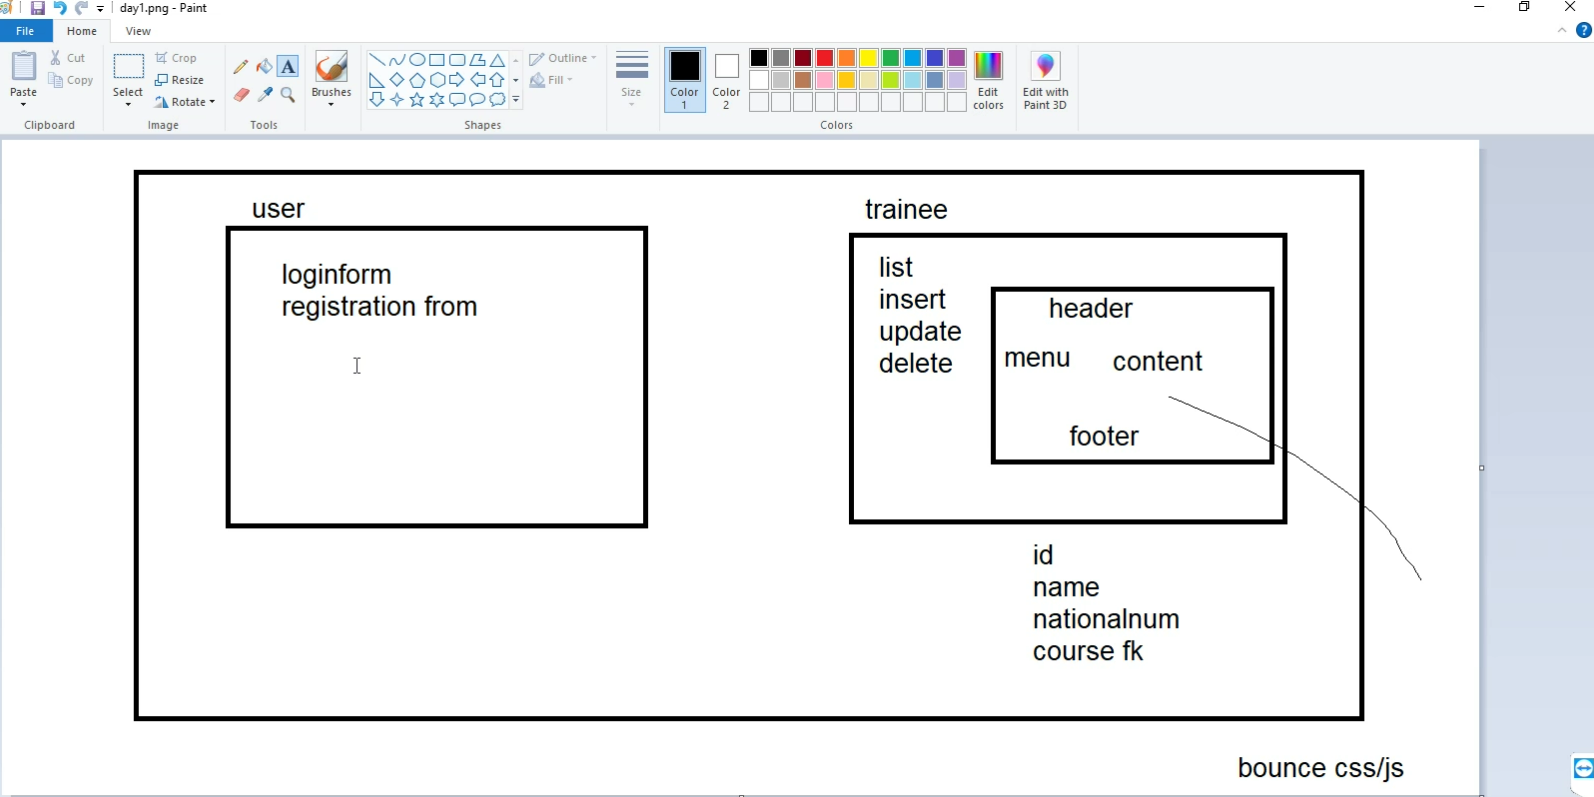 day1.png - Paint
File
Home
View
Paste
Cut
Copy
Clipboard
Select
Crop
Resize
Rotate
Image
A
Tools
Brushes
Outline
Fill
Shapes
Size
Color 1
Color 2
Edit colors
Edit with Paint 3D
Colors
?
user
loginform
registration from
trainee
list
insert
update
delete
header
menu
content
footer
id
name
nationalnum
course fk
bounce css/js